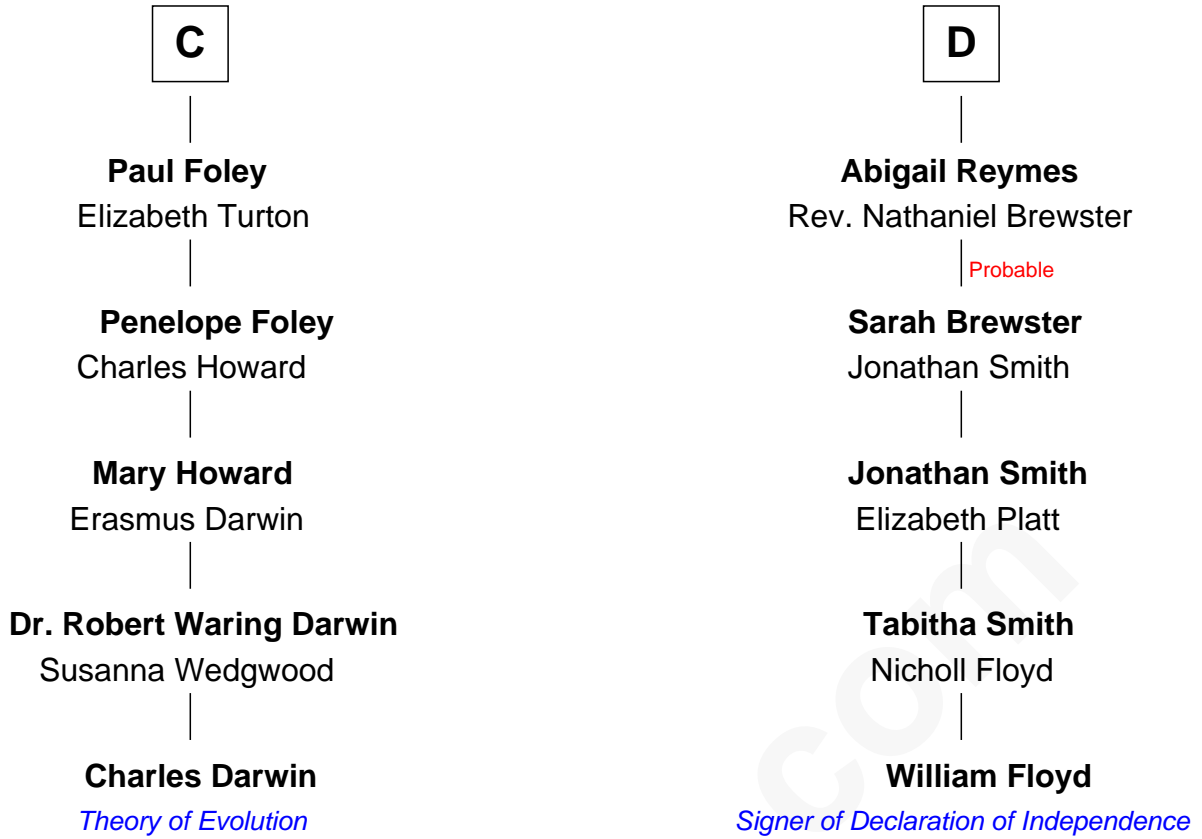 C
Paul Foley
Elizabeth Turton
Penelope Foley
Charles Howard
Mary Howard
Erasmus Darwin
Dr. Robert Waring Darwin
Susanna Wedgwood
Charles Darwin
Theory of Evolution
D
Abigail Reymes
Rev. Nathaniel Brewster
Probable
Sarah Brewster
Jonathan Smith
Jonathan Smith
Elizabeth Platt
Tabitha Smith
Nicholl Floyd
William Floyd
Signer of Declaration of Independence
com